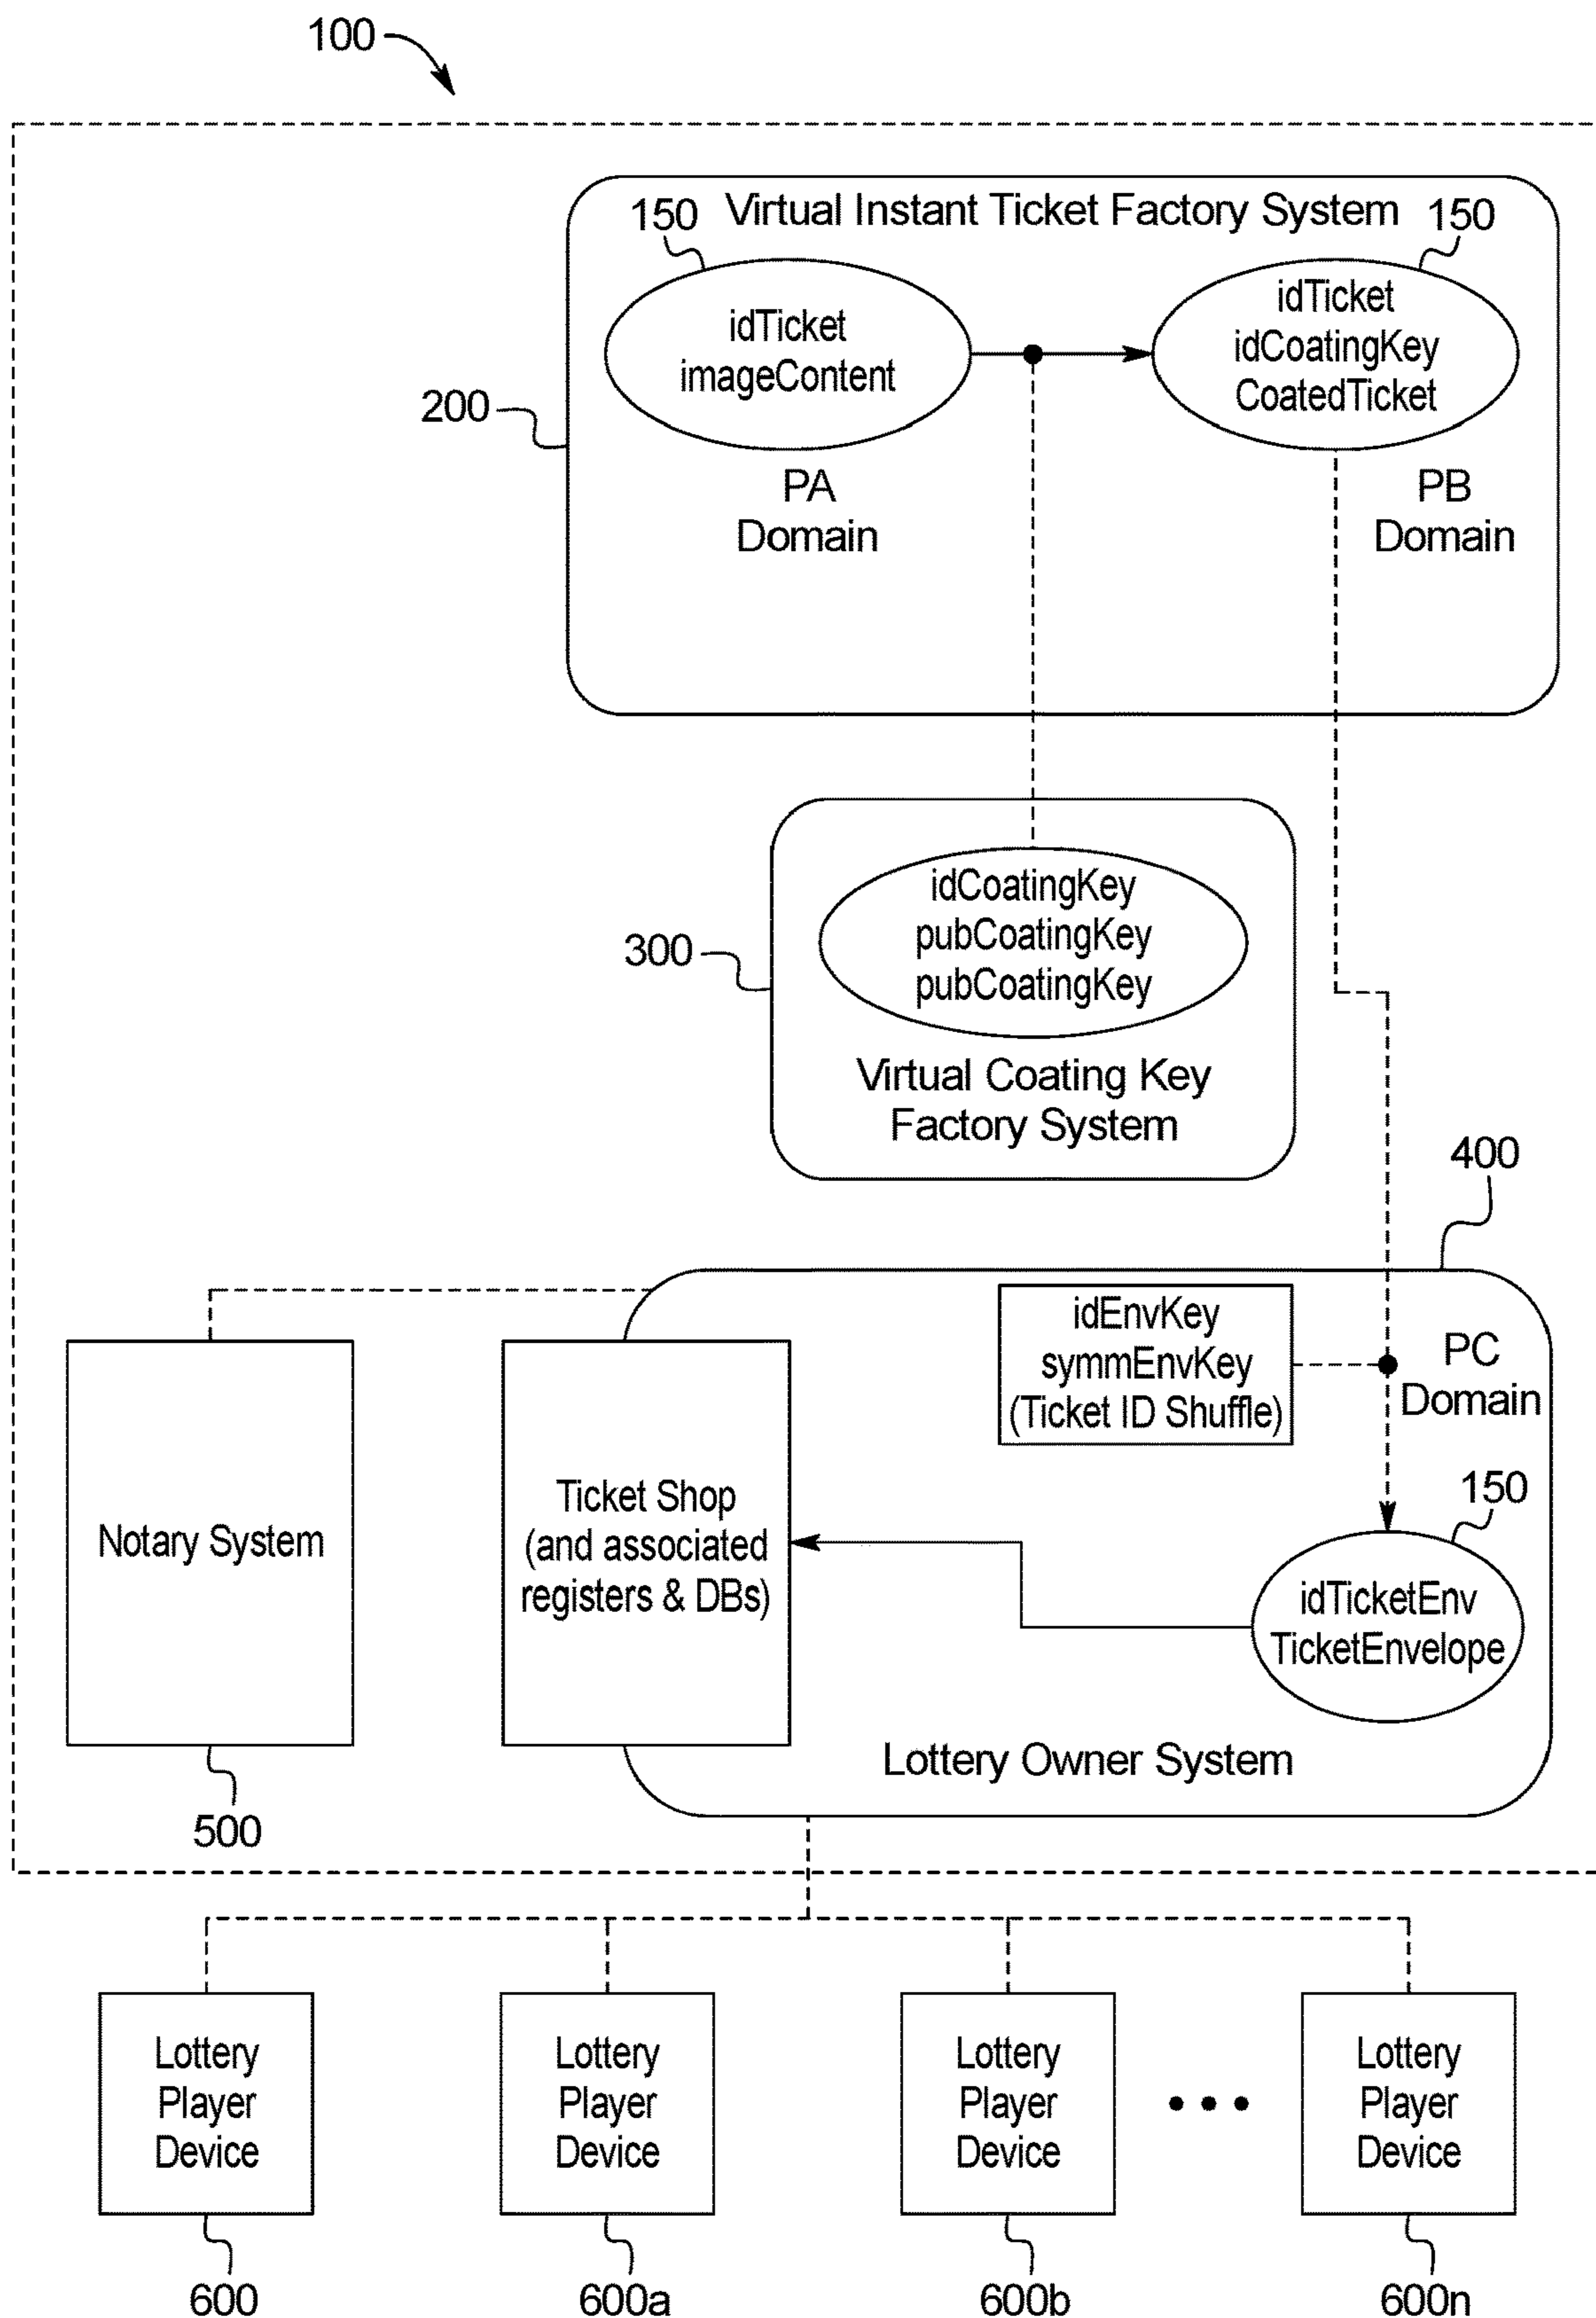 100
Virtual Instant Ticket Factory System
150
150
idTicket
imageContent
idTicket
idCoatingKey
CoatedTicket
200
PA
Domain
PB
Domain
idCoatingKey
pubCoatingKey
pubCoatingKey
300
Virtual Coating Key
Factory System
400
idEnvKey
symmEnvKey
(Ticket ID Shuffle)
PC
Domain
150
Notary System
Ticket Shop
(and associated
registers & DBs)
idTicketEnv
TicketEnvelope
Lottery Owner System
500
Lottery
Player
Device
Lottery
Player
Device
Lottery
Player
Device
Lottery
Player
Device
600
600a
600b
600n